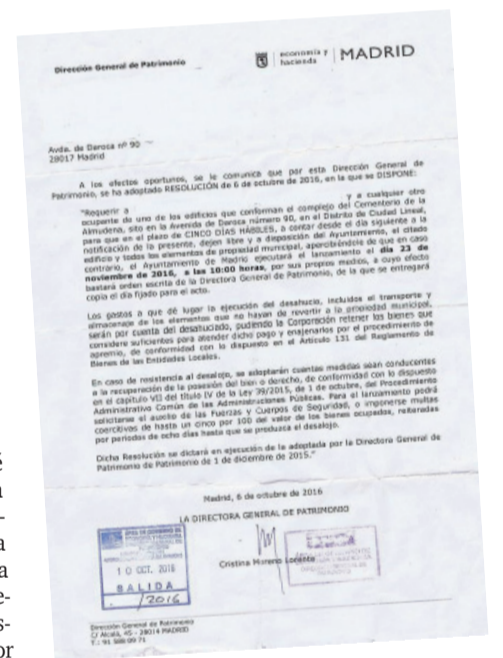 Dirección General de Patrimonio
economía y
hacienda
MADRID
Avda. de Daroca nº 90
28017 Madrid
A los efectos oportunos, se le comunica que por esta Dirección General de
Patrimonio, se ha adoptado RESOLUCIÓN de 6 de octubre de 2016, en la que se DISPONE:
"Requerir a y a cualquier otro
ocupante de uno de los edificios que conforman el complejo del Cementerio de la
Almudena, sito en la Avenida de Daroca número 90, en el Distrito de Ciudad Lineal,
para que en el plazo de CINCO DÍAS HÁBILES, a contar desde el día siguiente a la
notificación de la presente, dejen libre y a disposición del Ayuntamiento, el citado
edificio y todos los elementos de propiedad municipal, apercibiéndole de que en caso
contrario, el Ayuntamiento de Madrid ejecutará el lanzamiento el día 23 de
noviembre de 2016, a las 10:00 horas, por sus propios medios, a cuyo efecto
bastará orden escrita de la Directora General de Patrimonio, de la que se entregará
copia el día fijado para el acto.
Los gastos a que dé lugar la ejecución del desahucio, incluidos el transporte y
almacenaje de los elementos que no hayan de revertir a la propiedad municipal,
serán por cuenta del desahuciado, pudiendo la Corporación retener los bienes que
considere suficientes para atender dicho pago y enajenarlos por el procedimiento de
apremio, de conformidad con lo dispuesto en el Artículo 131 del Reglamento de
Bienes de las Entidades Locales.
En caso de resistencia al desalojo, se adoptarán cuantas medidas sean conducentes
a la recuperación de la posesión del bien o derecho, de conformidad con lo dispuesto
en el capítulo VII del título IV de la Ley 39/2015, de 1 de octubre, del Procedimiento
Administrativo Común de las Administraciones Públicas. Para el lanzamiento podrá
solicitarse el auxilio de las Fuerzas y Cuerpos de Seguridad, o imponerse multas
coercitivas de hasta un cinco por 100 del valor de los bienes ocupados, reiteradas
por períodos de ocho días hasta que se produzca el desalojo.
Dicha Resolución se dictará en ejecución de la adoptada por la Directora General de
Patrimonio de Patrimonio de 1 de diciembre de 2015."
Madrid, 6 de octubre de 2016
LA DIRECTORA GENERAL DE PATRIMONIO
10 OCT. 2016
SALIDA
/2016
Cristina Moreno Lorente
Dirección General de Patrimonio
C/ Alcalá, 45 - 28014 MADRID
T.: 91 588 09 71